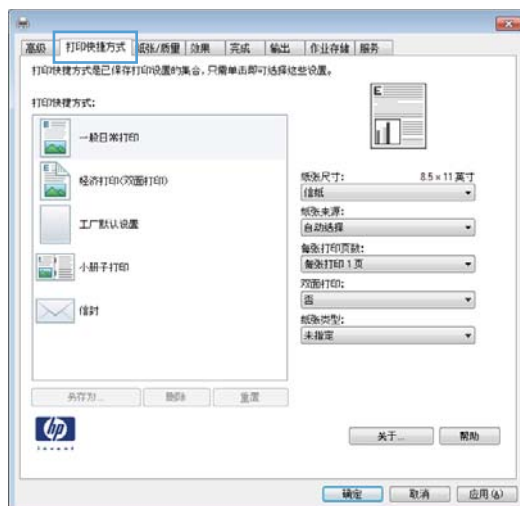 高级 打印快捷方式 纸张/质量 效果 完成 输出 作业存储 服务
打印快捷方式是已保存打印设置的集合,只需单击即可选择这些设置。
打印快捷方式:
一般日常打印
经济打印(双面打印)
工厂默认设置
小册子打印
信封
另存为... 删除 重置
E
纸张尺寸: 8.5 × 11 英寸
信纸
纸张来源:
自动选择
每张打印页数:
每张打印 1 页
双面打印:
否
纸张类型:
未指定
hp
invent
关于... 帮助
确定 取消 应用(A)